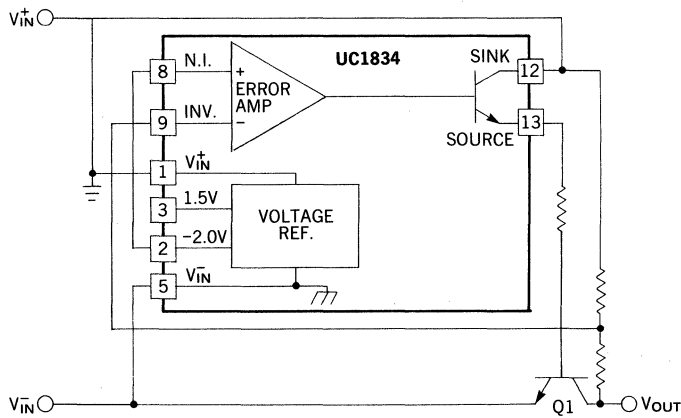 V+IN
UC1834
SINK
12
8 N.I.
+
ERROR
AMP
9 INV.
−
13
SOURCE
1 V+IN
3 1.5V
VOLTAGE
REF.
2 −2.0V
5 V−IN
V−IN
Q1
VOUT